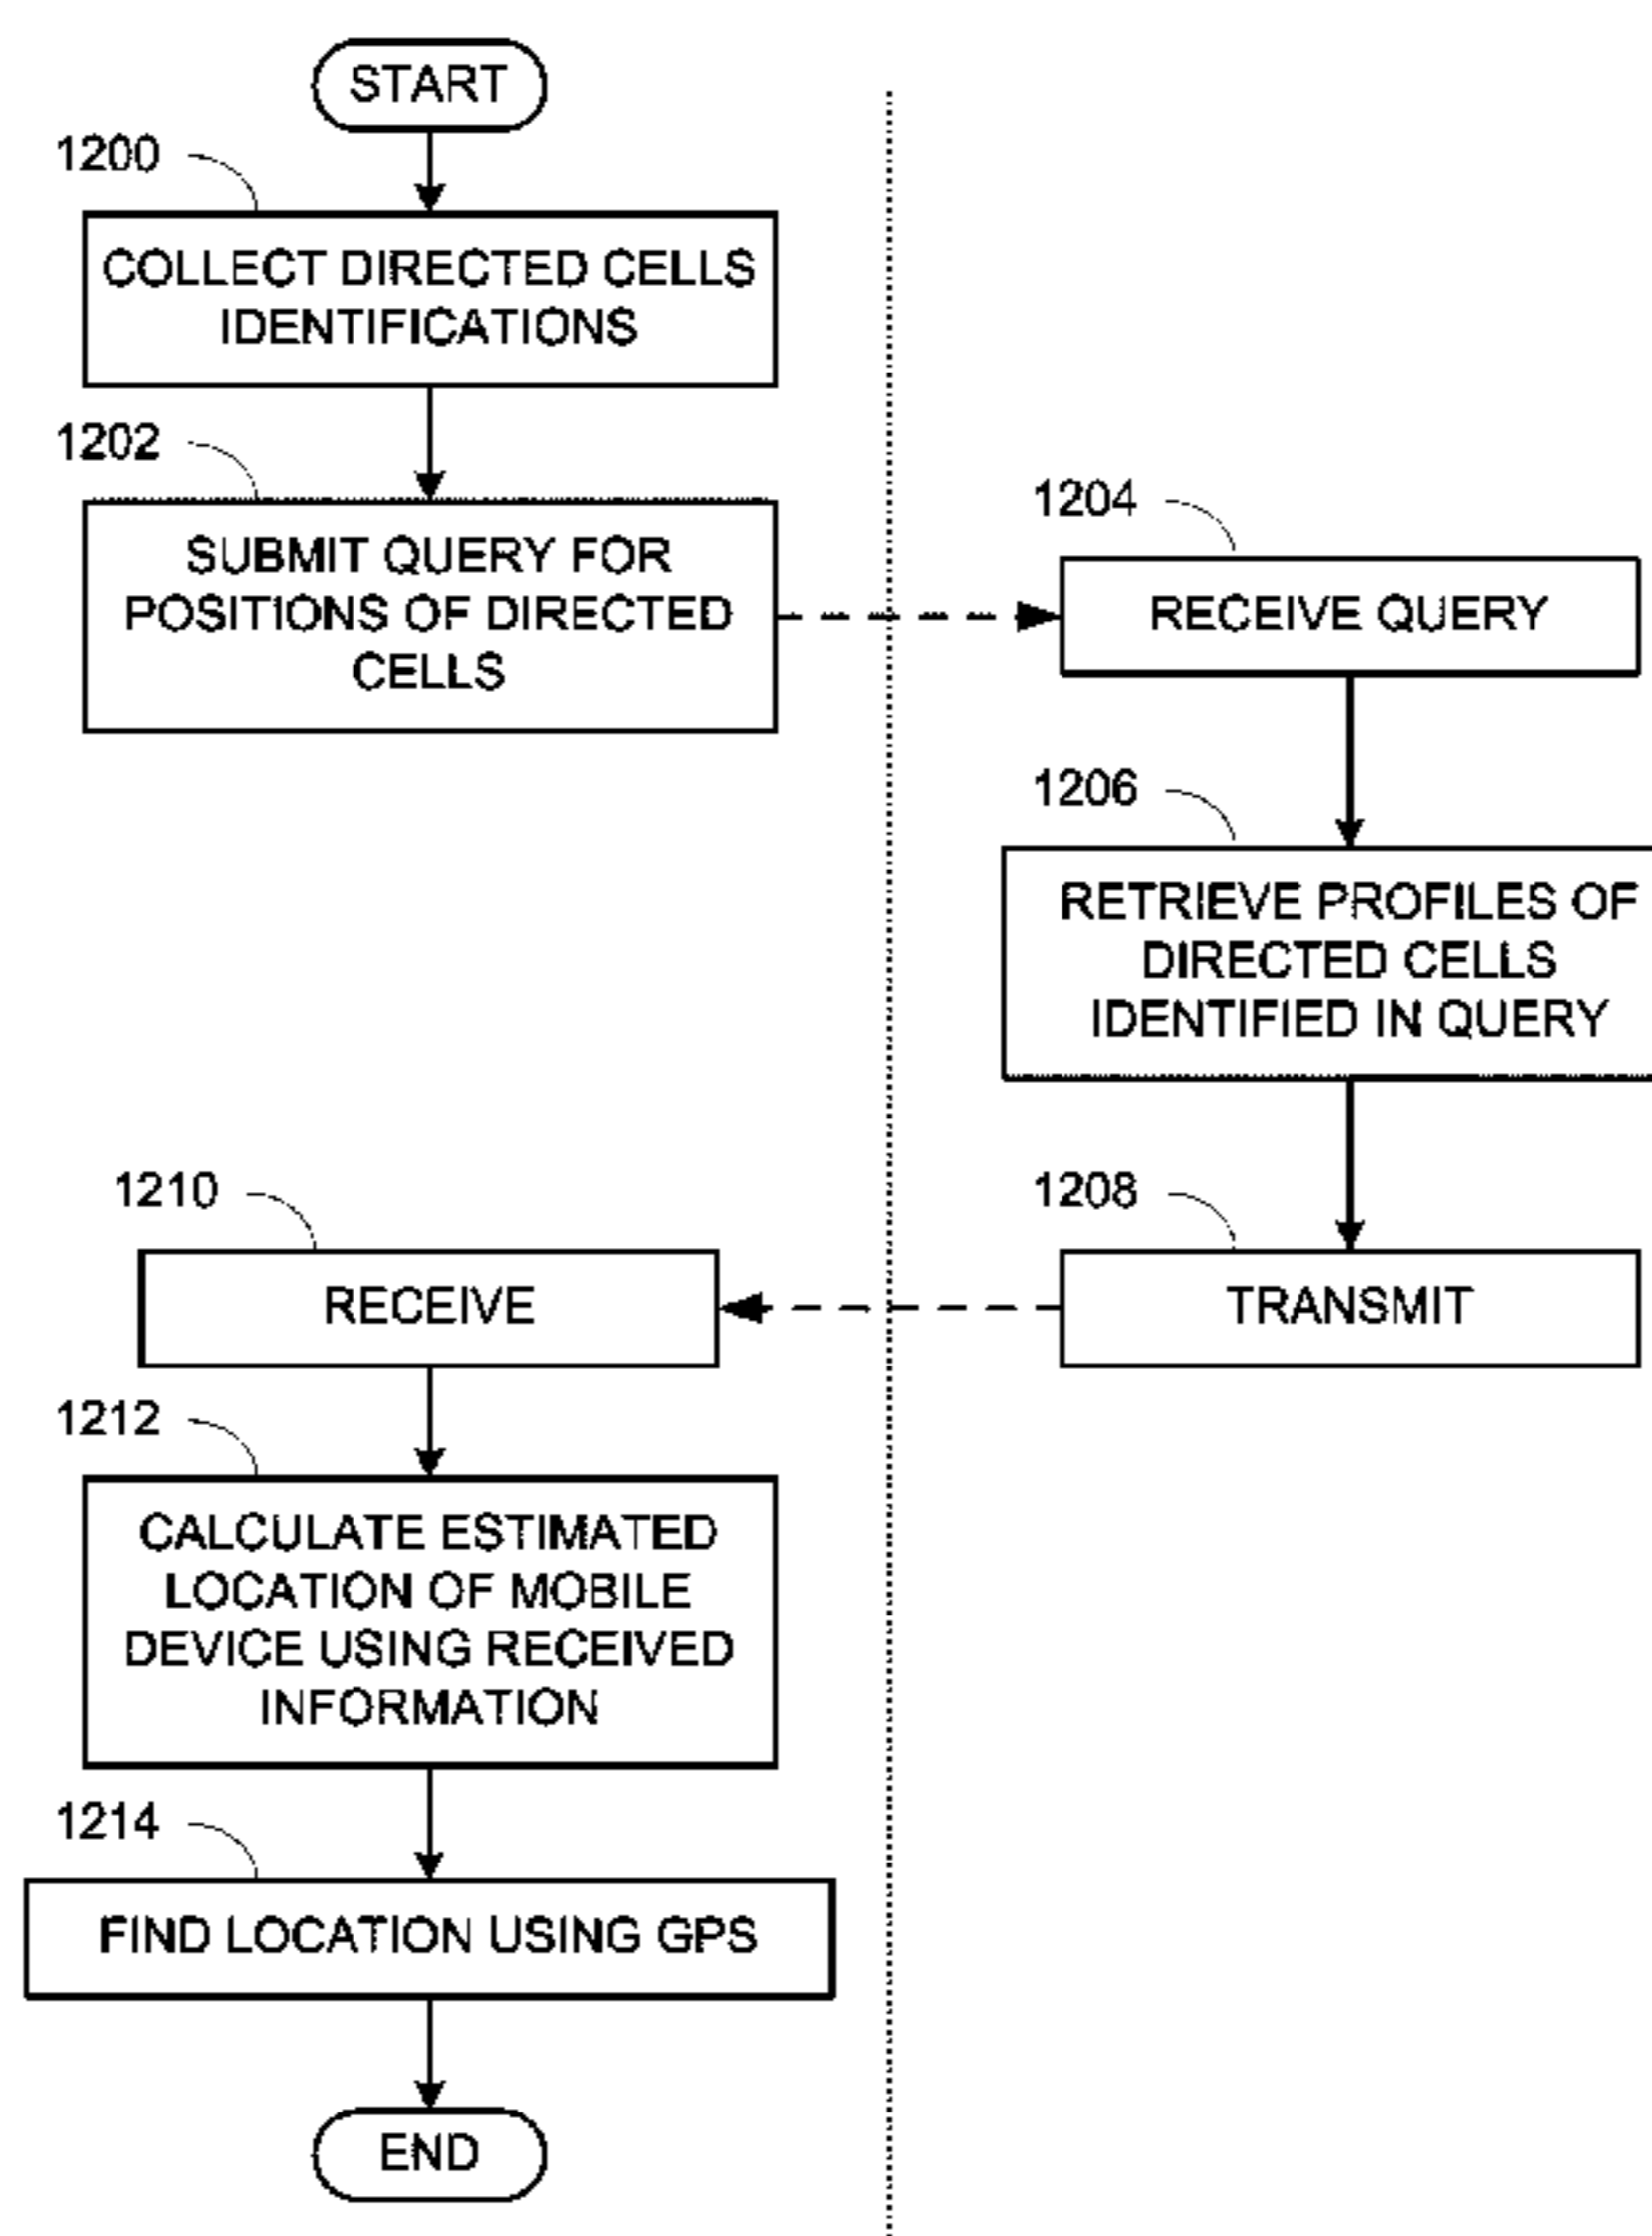 START
1200
COLLECT DIRECTED CELLS
IDENTIFICATIONS
1202
SUBMIT QUERY FOR
POSITIONS OF DIRECTED
CELLS
1204
RECEIVE QUERY
1206
RETRIEVE PROFILES OF
DIRECTED CELLS
IDENTIFIED IN QUERY
1208
TRANSMIT
1210
RECEIVE
1212
CALCULATE ESTIMATED
LOCATION OF MOBILE
DEVICE USING RECEIVED
INFORMATION
1214
FIND LOCATION USING GPS
END